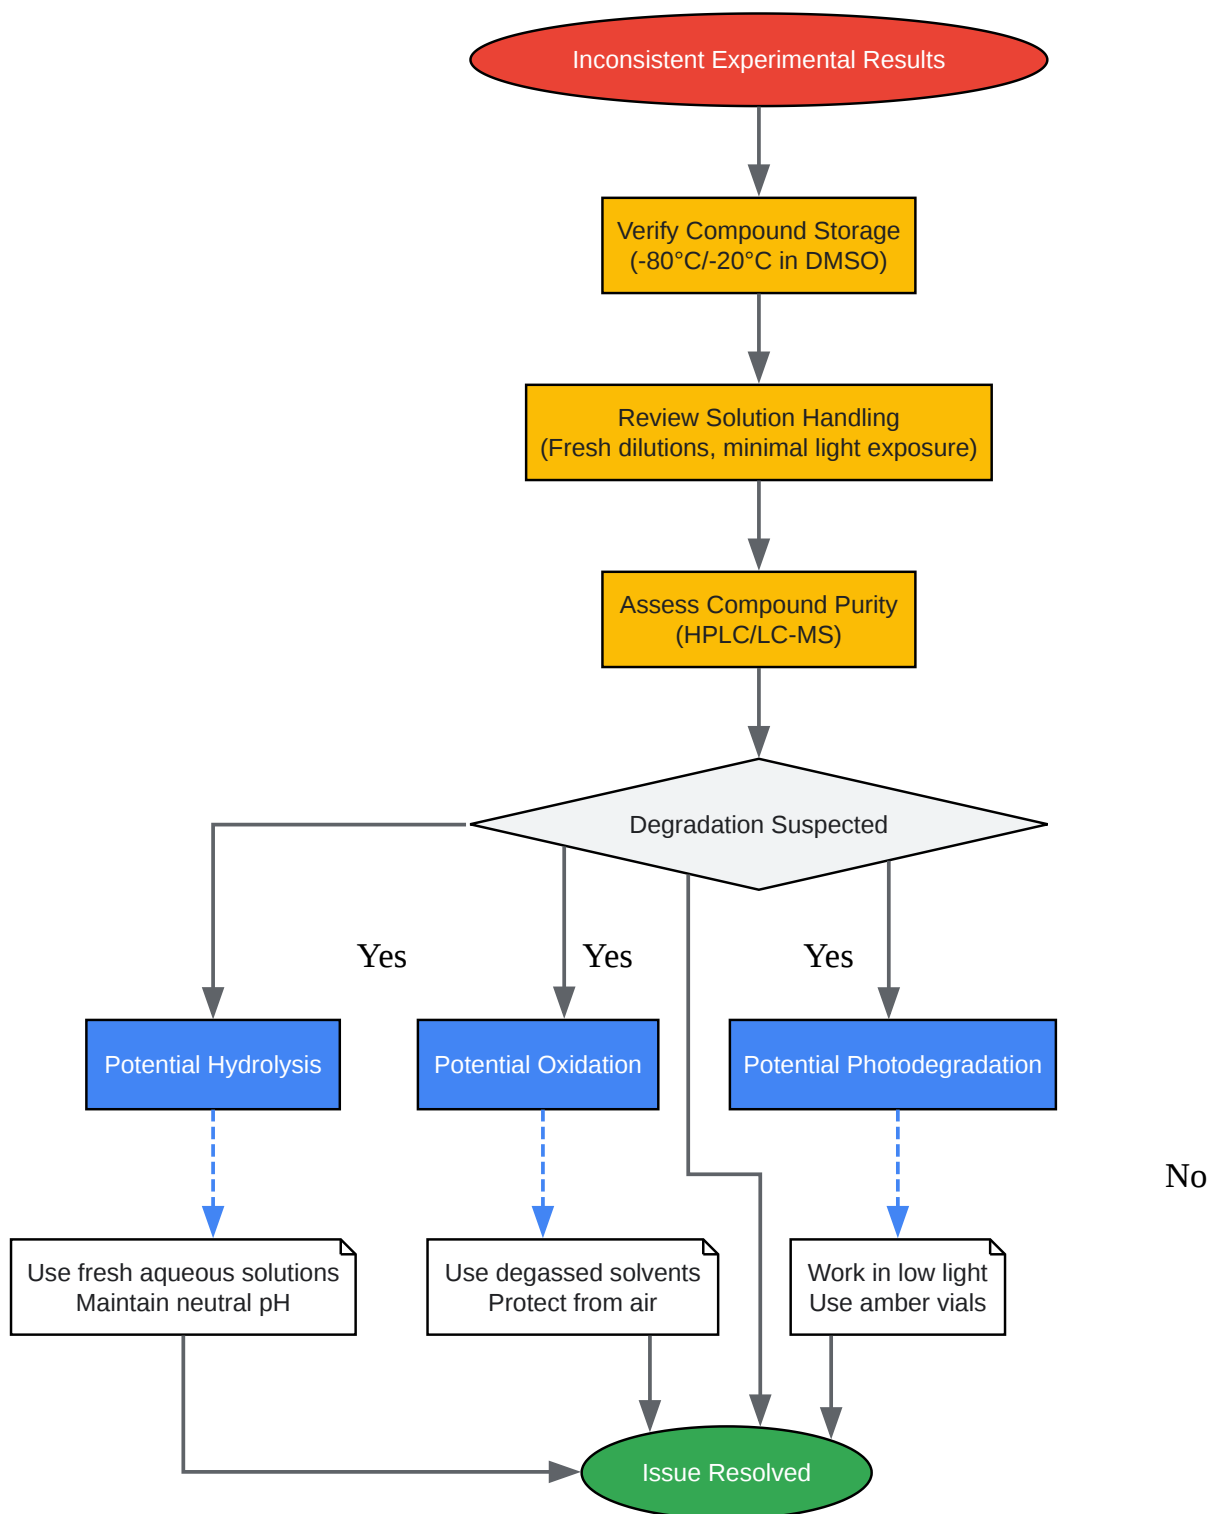 Inconsistent Experimental Results
Verify Compound Storage
(-80°C/-20°C in DMSO)
Review Solution Handling
(Fresh dilutions, minimal light exposure)
Assess Compound Purity
(HPLC/LC-MS)
Degradation Suspected
Yes
Yes
Yes
Potential Hydrolysis
Potential Oxidation
Potential Photodegradation
No
Use fresh aqueous solutions
Maintain neutral pH
Use degassed solvents
Protect from air
Work in low light
Use amber vials
Issue Resolved